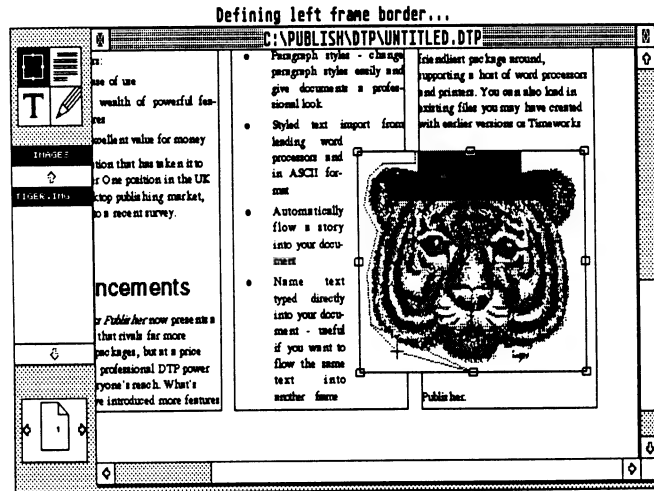 Defining left frame border...
C:\PUBLISH\DTP\UNTITLED.DTP
T
IMAGES
TIGER.IMG
1
use of use
wealth of powerful fea-
res
excellent value for money
tion that has taken it to
r One position in the UK
top publishing market,
to a recent survey.
ncements
r Publisher now presents a
that rivals far more
packages, but at a price
professional DTP power
ryone's reach. What's
ve introduced more features
• Paragraph styles - change
paragraph styles easily and
give documents a profes-
sional look
• Styled text import from
leading word
processors and
in ASCII for-
mat
• Automatically
flow a story
into your docu-
ment
• Name text
typed directly
into your docu-
ment - useful
if you want to
flow the same
text into
another frame
friendliest package around,
supporting a host of word processors
and printers. You can also load in
existing files you may have created
with earlier versions or Timeworks
Publisher.